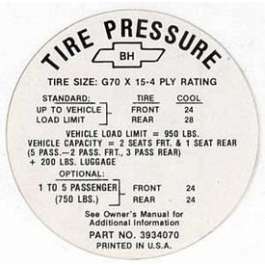 TIRE PRESSURE
BH
TIRE SIZE: G70 X 15-4 PLY RATING
STANDARD: TIRE COOL
UP TO VEHICLE FRONT 24
LOAD LIMIT REAR 28
VEHICLE LOAD LIMIT = 950 LBS.
VEHICLE CAPACITY = 2 SEATS FRT. & 1 SEAT REAR
(5 PASS.-2 PASS. FRT., 3 PASS REAR)
+ 200 LBS. LUGGAGE
OPTIONAL:
1 TO 5 PASSENGER FRONT 24
(750 LBS.) REAR 24
See Owner's Manual for
Additional Information
PART NO. 3934070
PRINTED IN U.S.A.